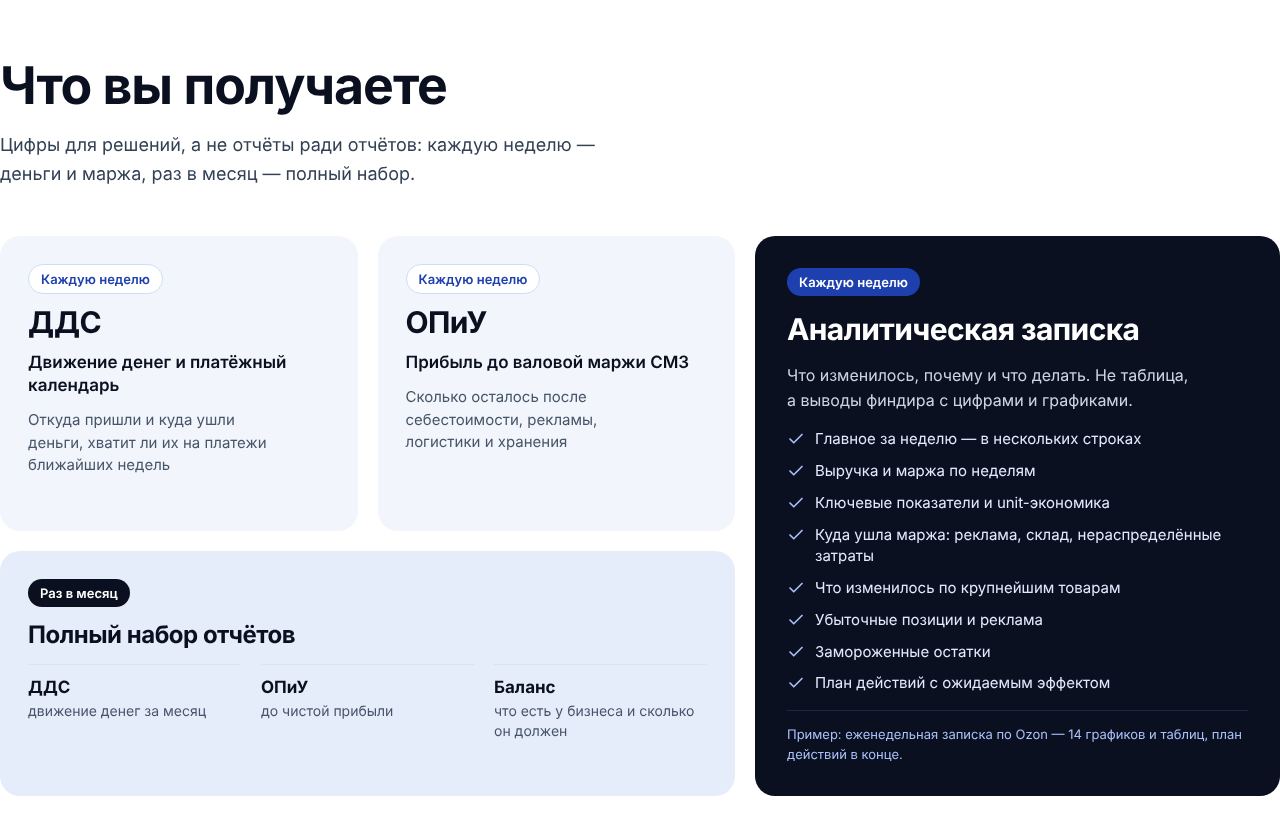 Что вы получаете
Цифры для решений, а не отчёты ради отчётов: каждую неделю —
деньги и маржа, раз в месяц — полный набор.
Каждую неделю
ДДС
Движение денег и платёжный
календарь
Откуда пришли и куда ушли
деньги, хватит ли их на платежи
ближайших недель
Каждую неделю
ОПиУ
Прибыль до валовой маржи СМ3
Сколько осталось после
себестоимости, рекламы,
логистики и хранения
Раз в месяц
Полный набор отчётов
ДДС
движение денег за месяц
ОПиУ
до чистой прибыли
Баланс
что есть у бизнеса и сколько
он должен
Каждую неделю
Аналитическая записка
Что изменилось, почему и что делать. Не таблица,
а выводы финдира с цифрами и графиками.
Главное за неделю — в нескольких строках
Выручка и маржа по неделям
Ключевые показатели и unit-экономика
Куда ушла маржа: реклама, склад, нераспределённые
затраты
Что изменилось по крупнейшим товарам
Убыточные позиции и реклама
Замороженные остатки
План действий с ожидаемым эффектом
Пример: еженедельная записка по Ozon — 14 графиков и таблиц, план
действий в конце.